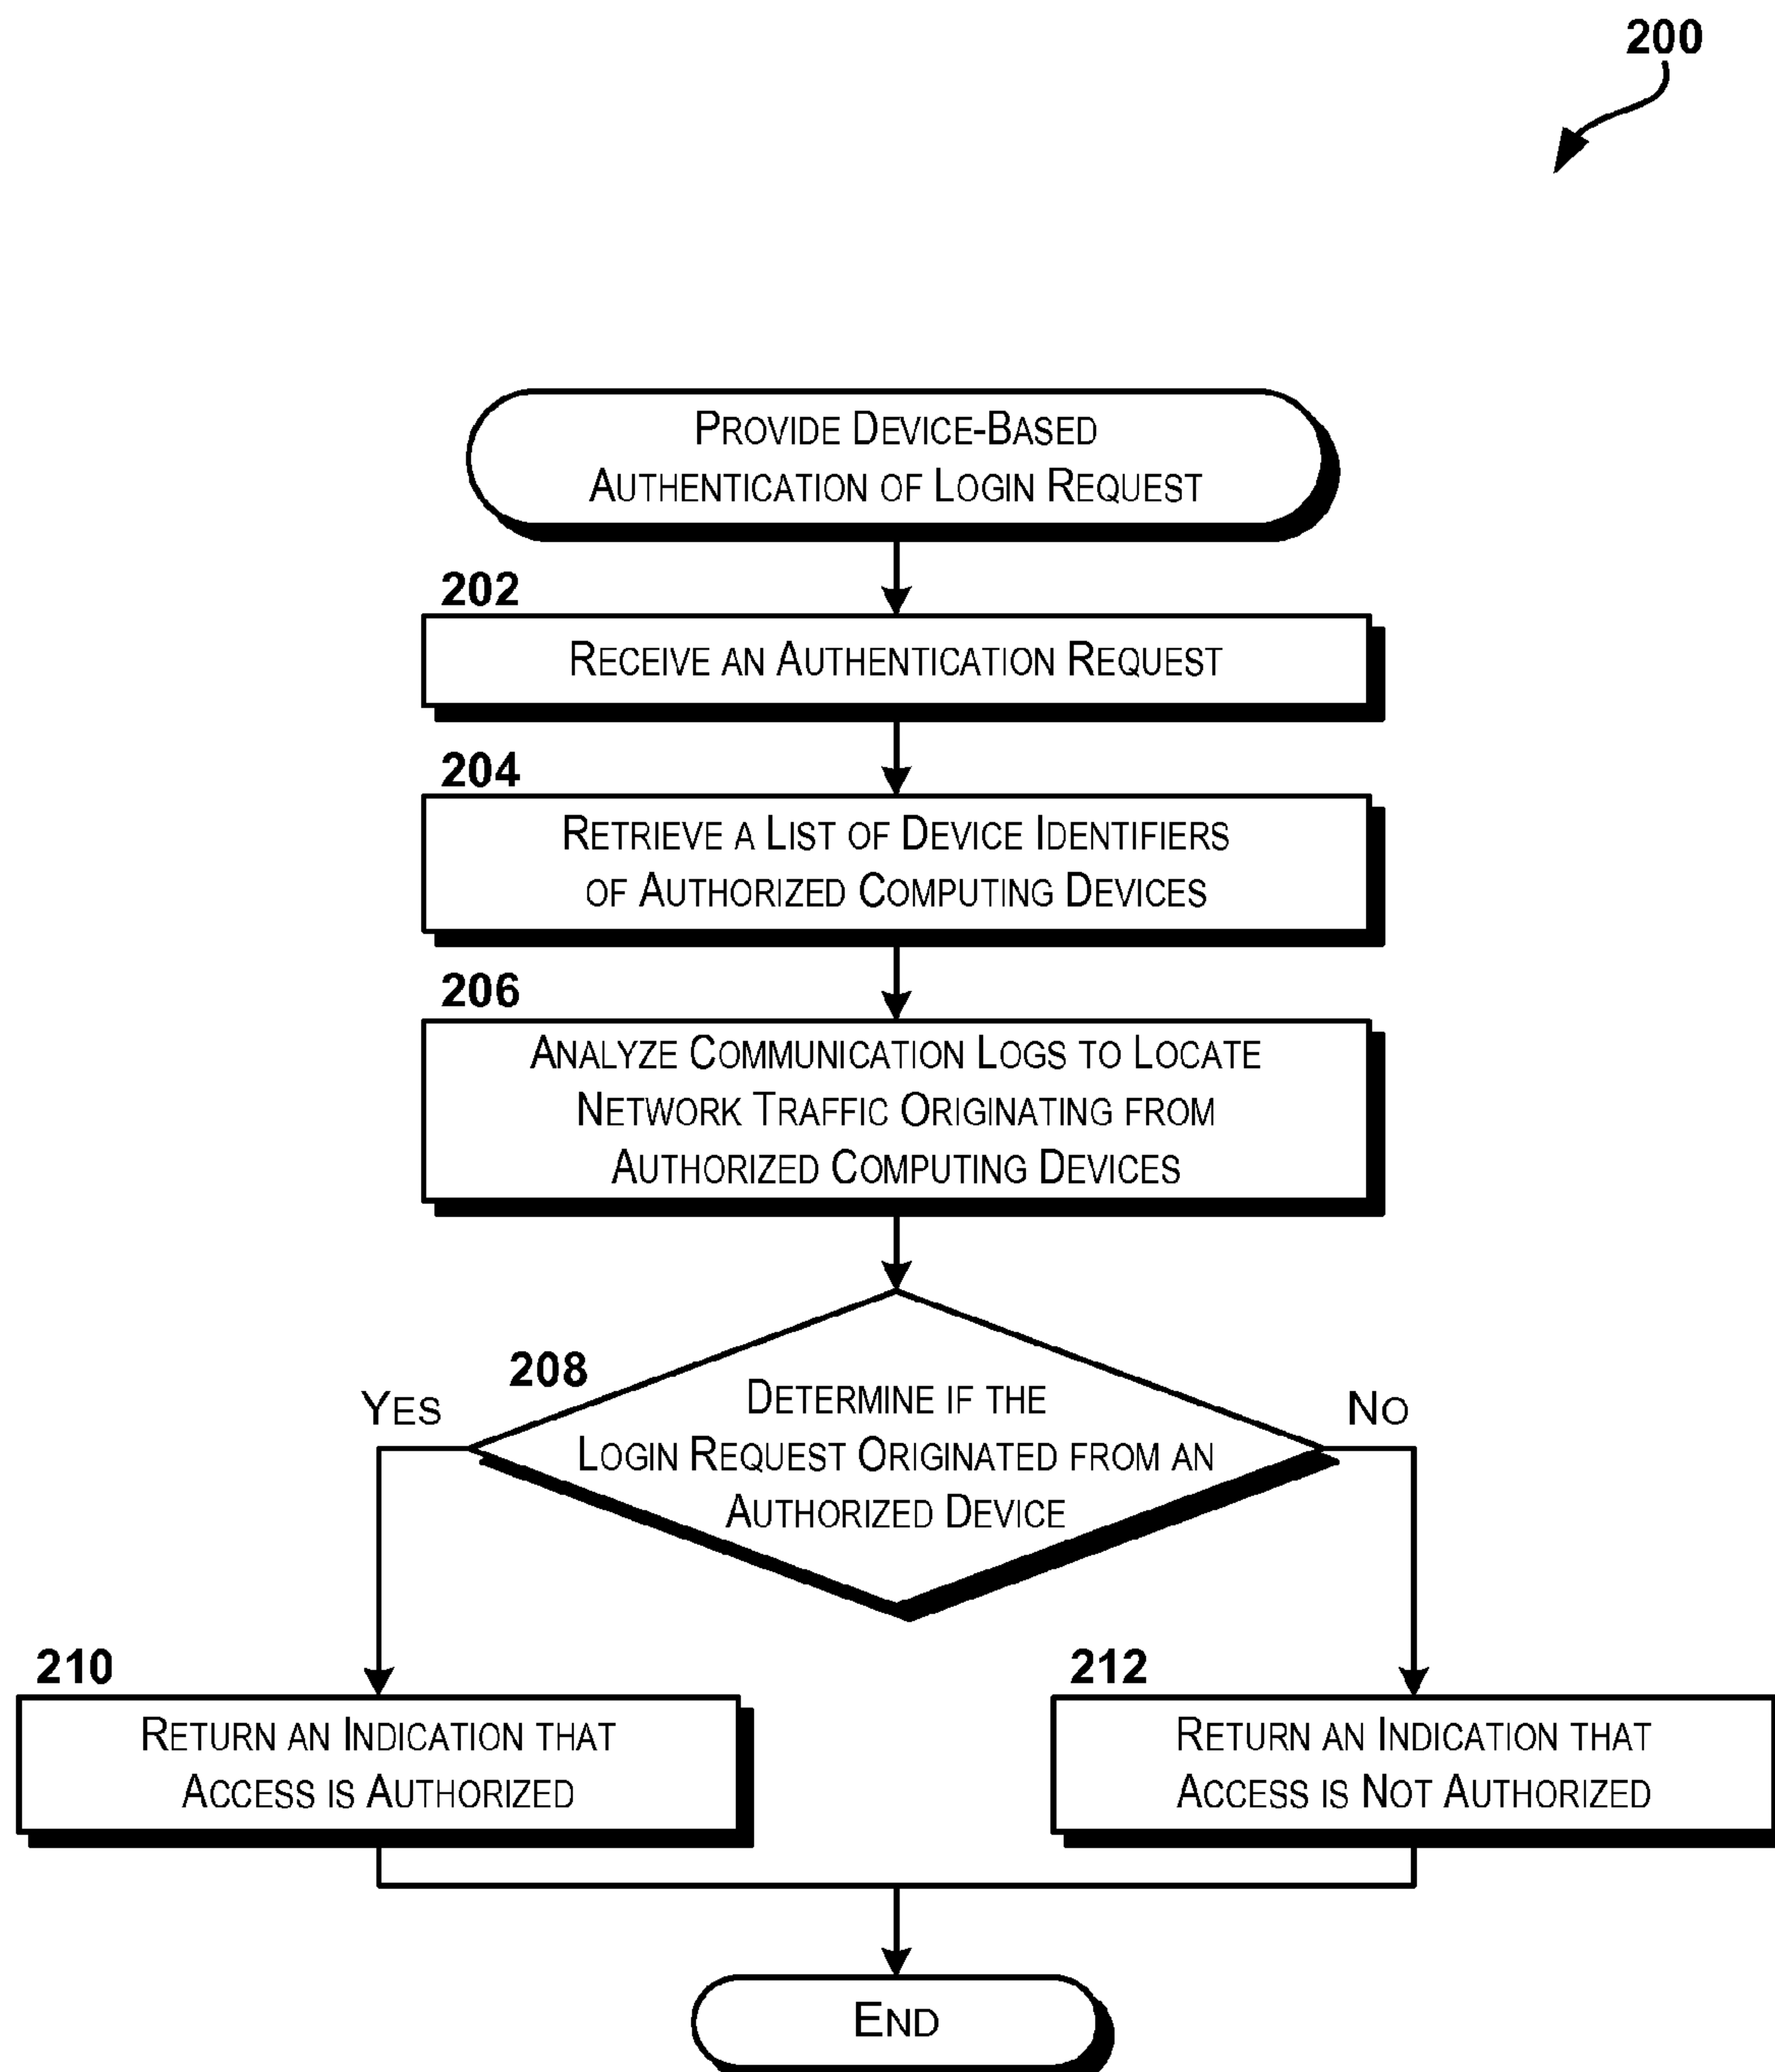 200
PROVIDE DEVICE-BASED
AUTHENTICATION OF LOGIN REQUEST
202
RECEIVE AN AUTHENTICATION REQUEST
204
RETRIEVE A LIST OF DEVICE IDENTIFIERS
OF AUTHORIZED COMPUTING DEVICES
206
ANALYZE COMMUNICATION LOGS TO LOCATE
NETWORK TRAFFIC ORIGINATING FROM
AUTHORIZED COMPUTING DEVICES
208
DETERMINE IF THE
LOGIN REQUEST ORIGINATED FROM AN
AUTHORIZED DEVICE
YES
NO
210
RETURN AN INDICATION THAT
ACCESS IS AUTHORIZED
212
RETURN AN INDICATION THAT
ACCESS IS NOT AUTHORIZED
END